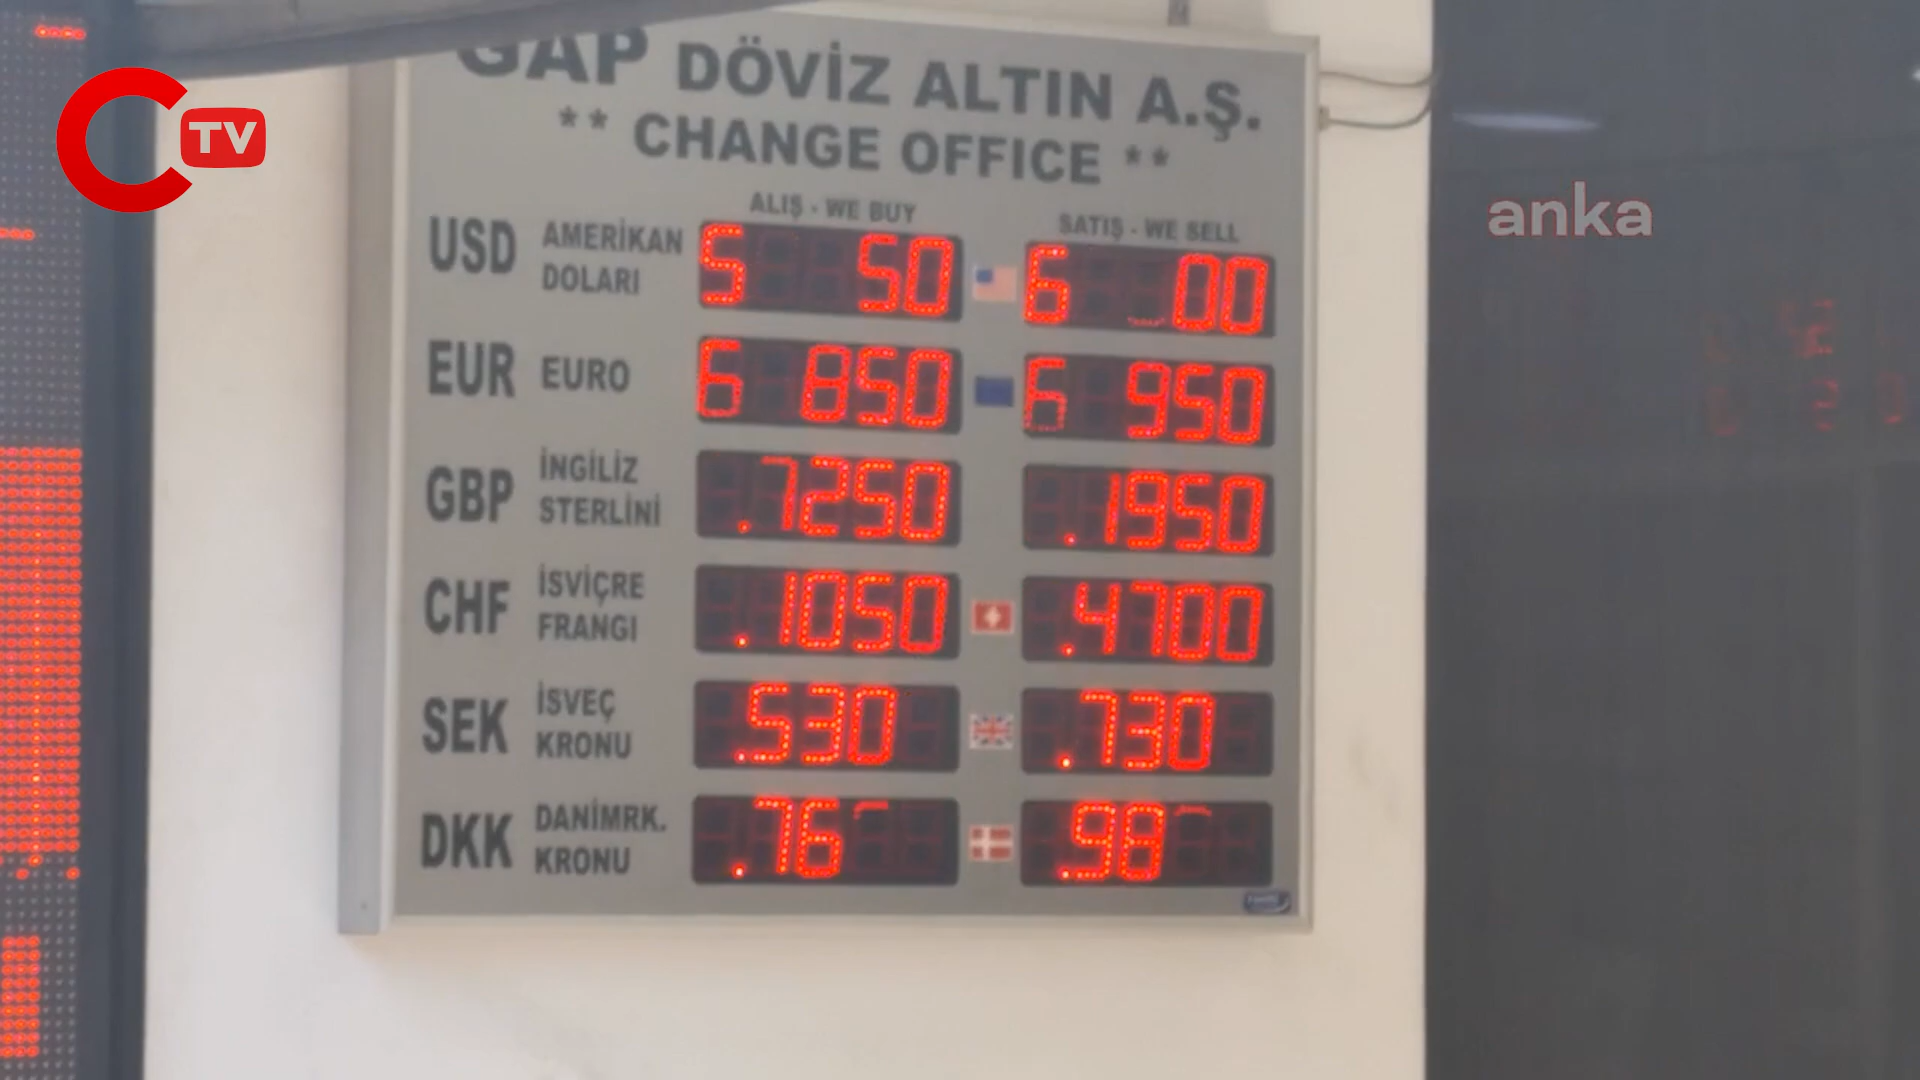 GAP DÖVİZ ALTIN A.Ş.
** CHANGE OFFICE **
ALIŞ - WE BUY
SATIŞ - WE SELL
USD AMERİKAN DOLARI 5 50 6 00
EUR EURO 6 850 6 950
GBP İNGİLİZ STERLİNİ .7250 .1950
CHF İSVİÇRE FRANGI .1050 .4700
SEK İSVEÇ KRONU .530 .730
DKK DANİMRK. KRONU .76 .98
C TV
anka